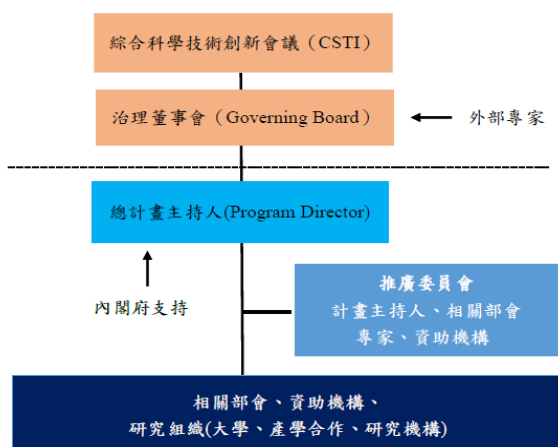 綜合科學技術創新會議（CSTI）
治理董事會（Governing Board）
外部專家
總計畫主持人(Program Director)
內閣府支持
推廣委員會
計畫主持人、相關部會
專家、資助機構
相關部會、資助機構、
研究組織(大學、產學合作、研究機構)